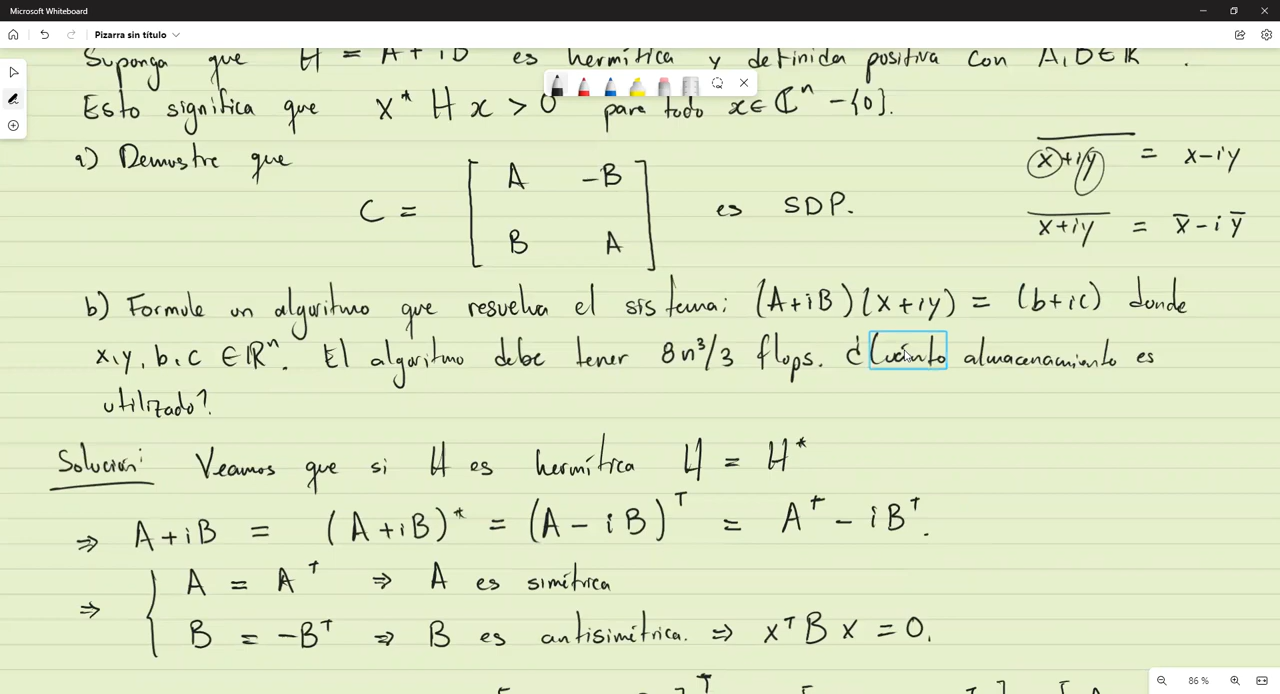 Microsoft Whiteboard
Pizarra sin título
Suponga que H = A + iB es hermítica y definida positiva con A, B ∈ ℝ .
Esto significa que x* H x > 0 para todo x ∈ ℂⁿ - {0}.
a) Demostre que
C = [ A -B
B A ] es SDP.
x+iy = x-iy
x+iy = x̄ - i ȳ
b) Formule un algoritmo que resuelva el sistema: (A+iB)(x+iy) = (b+ic) donde
x, y, b, c ∈ ℝⁿ. El algoritmo debe tener 8n³/3 flops. ¿Cuánto almacenamiento es
utilizado?
Solución: Veamos que si H es hermítica H = H*
⇒ A+iB = (A+iB)* = (A-iB)ᵀ = Aᵀ - iBᵀ.
⇒ { A = Aᵀ ⇒ A es simétrica
B = -Bᵀ ⇒ B es antisimétrica. ⇒ xᵀBx = 0.
86 %